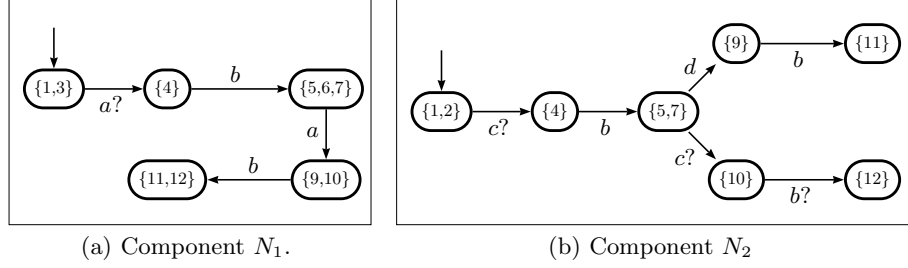 {1,3}
a?
{4}
b
{5,6,7}
a
{11,12}
b
{9,10}
(a) Component N₁.
{1,2}
c?
{4}
b
{5,7}
d
{9}
b
{11}
c?
{10}
b?
{12}
(b) Component N₂